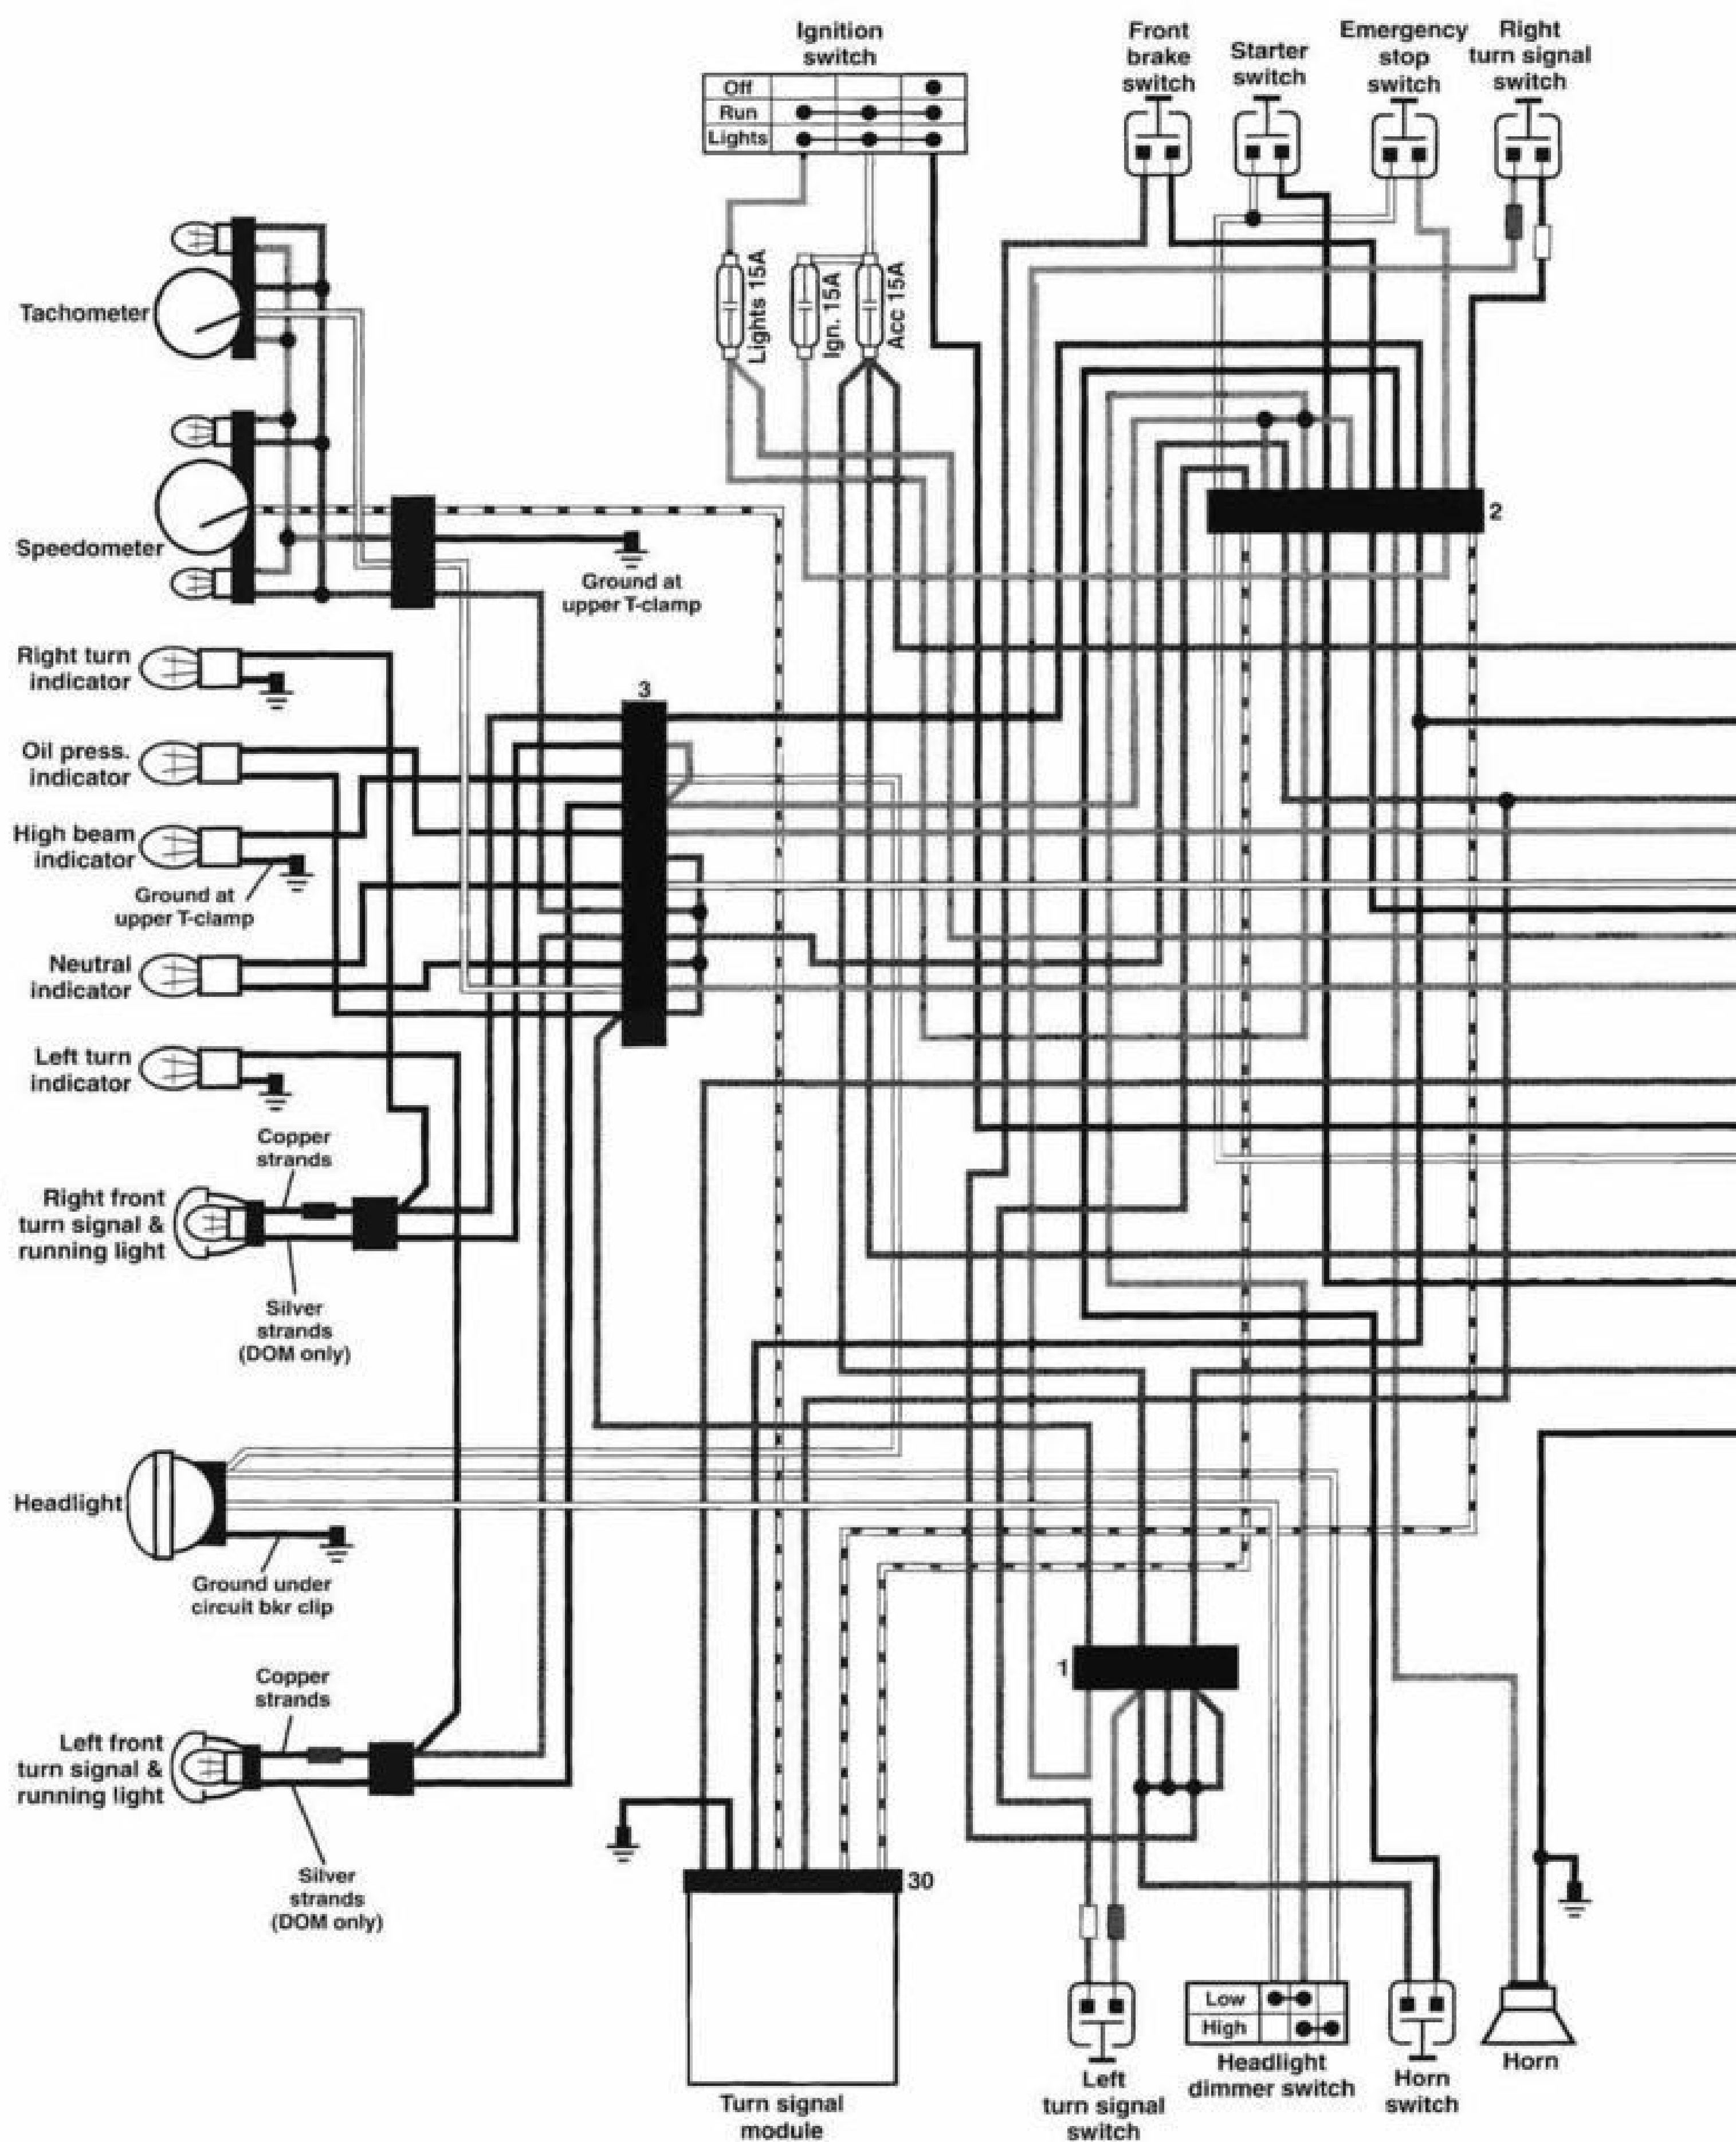 Ignition
switch
Off
Run
Lights
Front
brake
switch
Starter
switch
Emergency
stop
switch
Right
turn signal
switch
Lights 15A
Ign. 15A
Acc 15A
Tachometer
Speedometer
2
Ground at
upper T-clamp
Right turn
indicator
3
Oil press.
indicator
High beam
indicator
Ground at
upper T-clamp
Neutral
indicator
Left turn
indicator
Copper
strands
Right front
turn signal &
running light
Silver
strands
(DOM only)
Headlight
Ground under
circuit bkr clip
1
Copper
strands
Left front
turn signal &
running light
Silver
strands
(DOM only)
30
Turn signal
module
Left
turn signal
switch
Low
High
Headlight
dimmer switch
Horn
switch
Horn